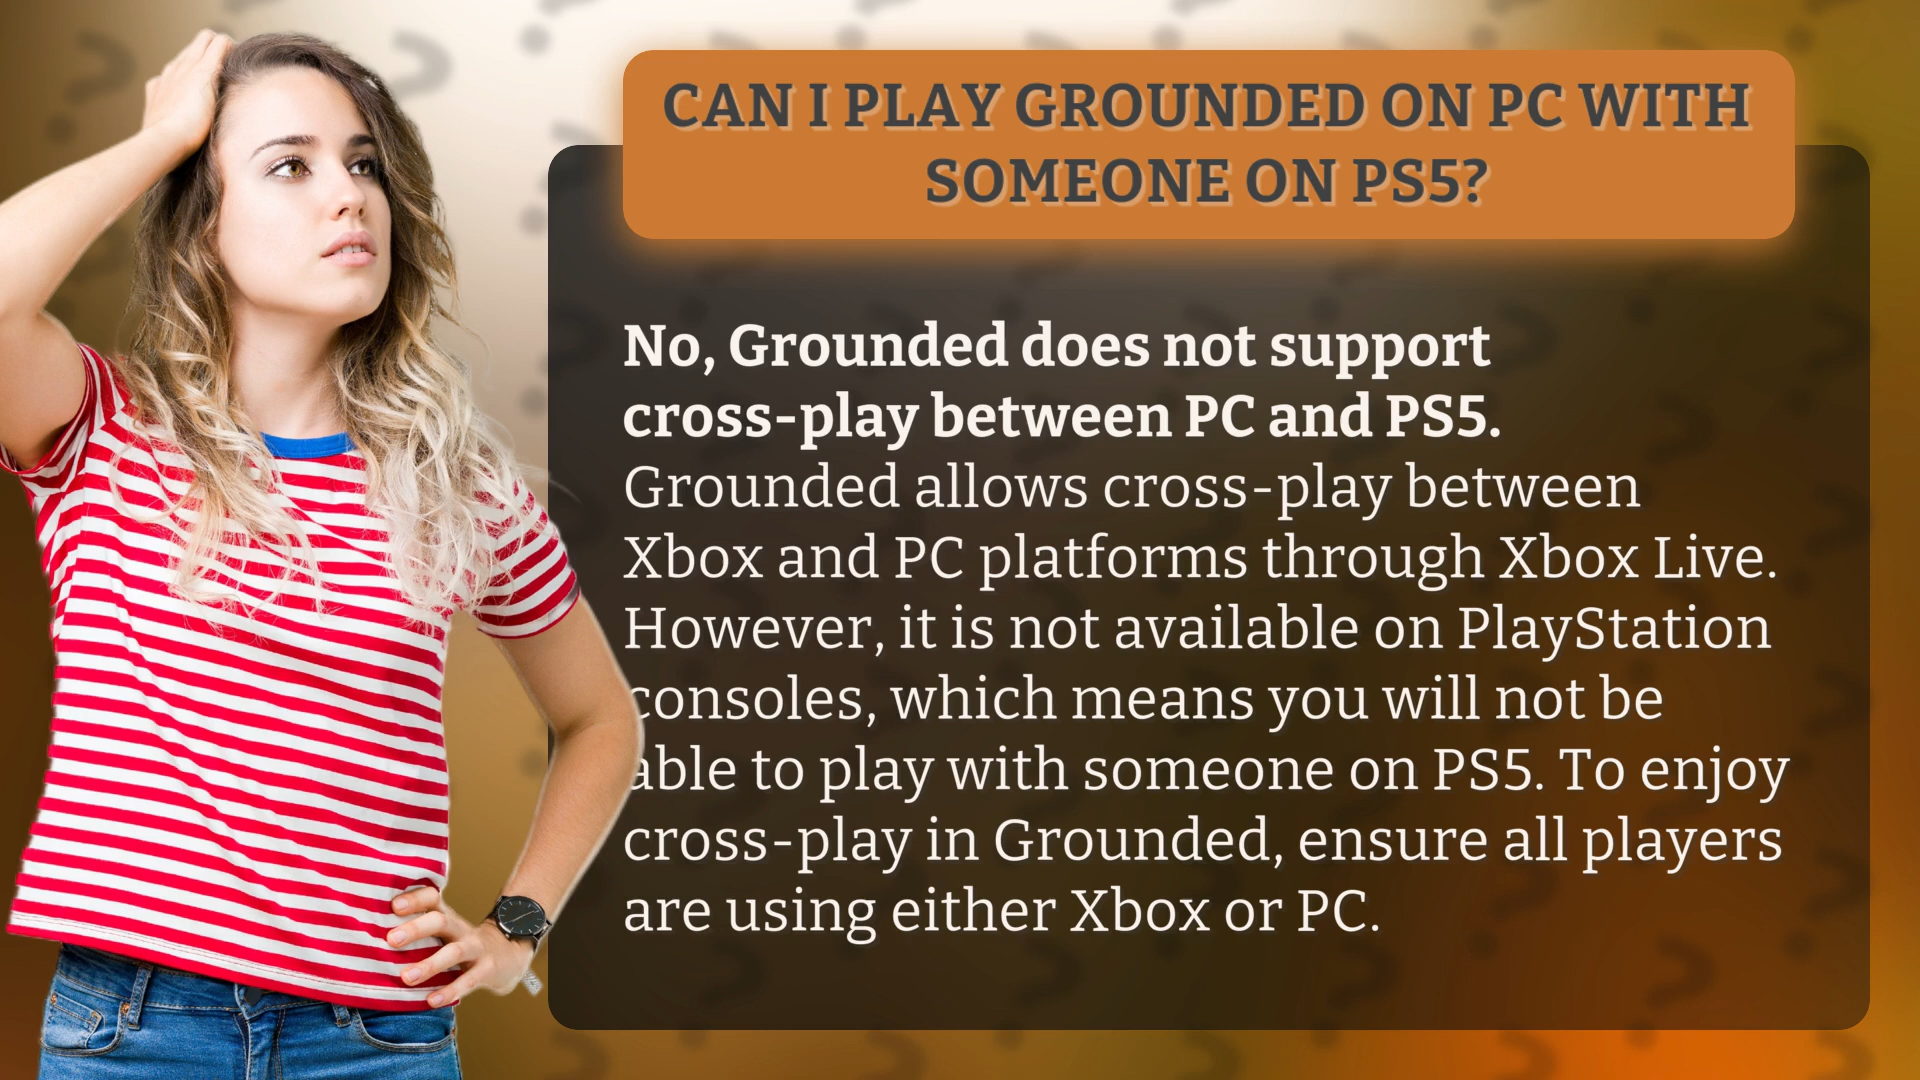 CAN I PLAY GROUNDED ON PC WITH
SOMEONE ON PS5?
No, Grounded does not support
cross-play between PC and PS5.
Grounded allows cross-play between
Xbox and PC platforms through Xbox Live.
However, it is not available on PlayStation
consoles, which means you will not be
able to play with someone on PS5. To enjoy
cross-play in Grounded, ensure all players
are using either Xbox or PC.